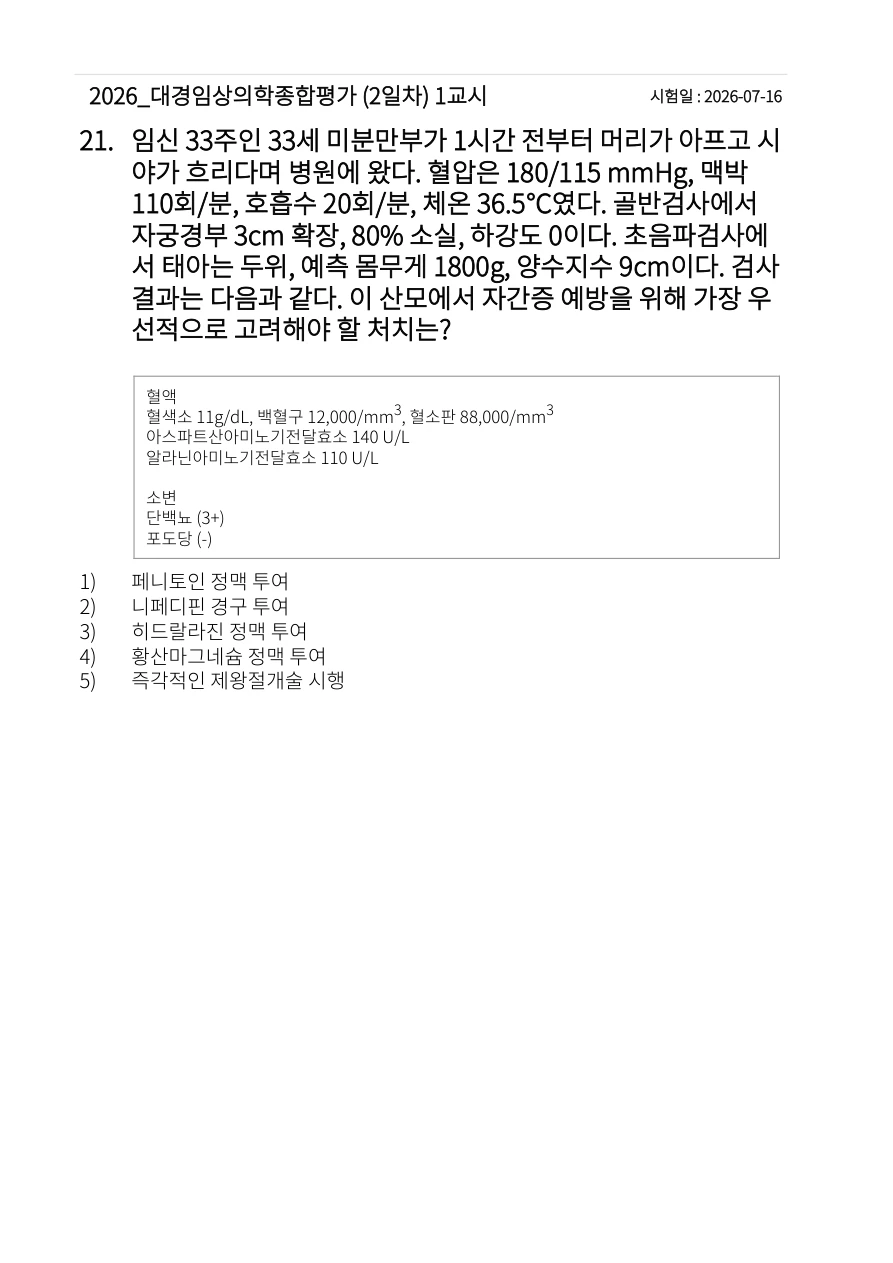 2026_대경임상의학종합평가 (2일차) 1교시
시험일 : 2026-07-16
21. 임신 33주인 33세 미분만부가 1시간 전부터 머리가 아프고 시
야가 흐리다며 병원에 왔다. 혈압은 180/115 mmHg, 맥박
110회/분, 호흡수 20회/분, 체온 36.5°C였다. 골반검사에서
자궁경부 3cm 확장, 80% 소실, 하강도 0이다. 초음파검사에
서 태아는 두위, 예측 몸무게 1800g, 양수지수 9cm이다. 검사
결과는 다음과 같다. 이 산모에서 자간증 예방을 위해 가장 우
선적으로 고려해야 할 처치는?
혈액
혈색소 11g/dL, 백혈구 12,000/mm³, 혈소판 88,000/mm³
아스파트산아미노기전달효소 140 U/L
알라닌아미노기전달효소 110 U/L
소변
단백뇨 (3+)
포도당 (-)
1) 페니토인 정맥 투여
2) 니페디핀 경구 투여
3) 히드랄라진 정맥 투여
4) 황산마그네슘 정맥 투여
5) 즉각적인 제왕절개술 시행